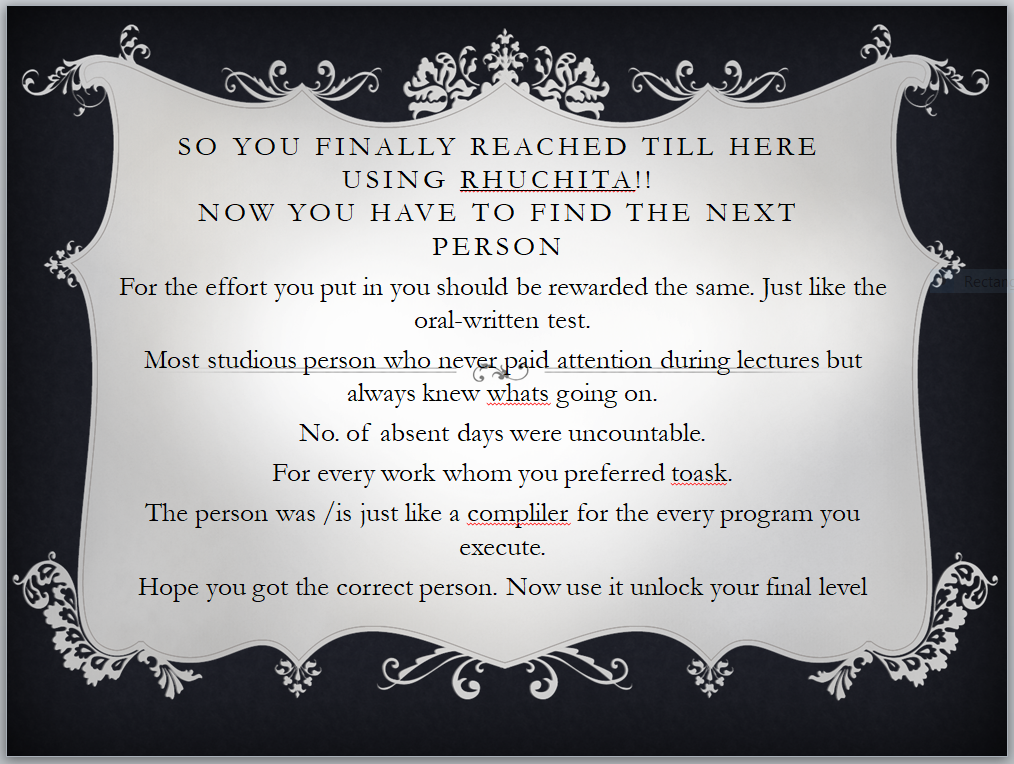 SO YOU FINALLY REACHED TILL HERE
USING RHUCHITA!!
NOW YOU HAVE TO FIND THE NEXT
PERSON
For the effort you put in you should be rewarded the same. Just like the
oral-written test.
Most studious person who never paid attention during lectures but
always knew whats going on.
No. of absent days were uncountable.
For every work whom you preferred toask.
The person was /is just like a compliler for the every program you
execute.
Hope you got the correct person. Now use it unlock your final level